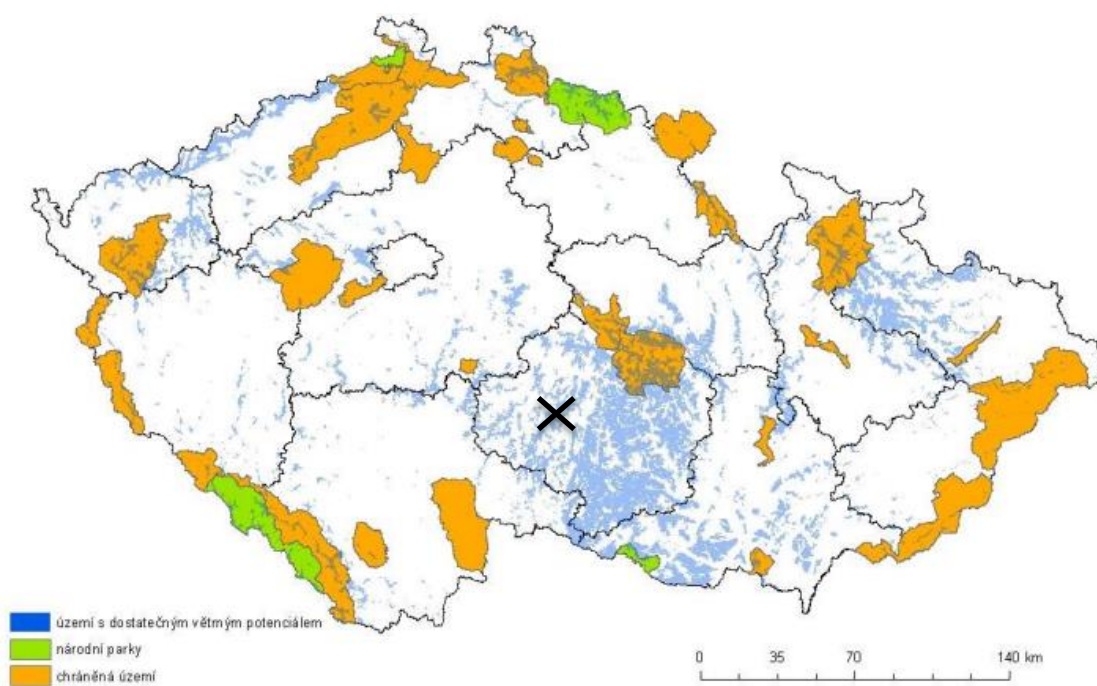 území s dostatečným větrným potenciálem
národní parky
chráněná území
0 35 70 140 km